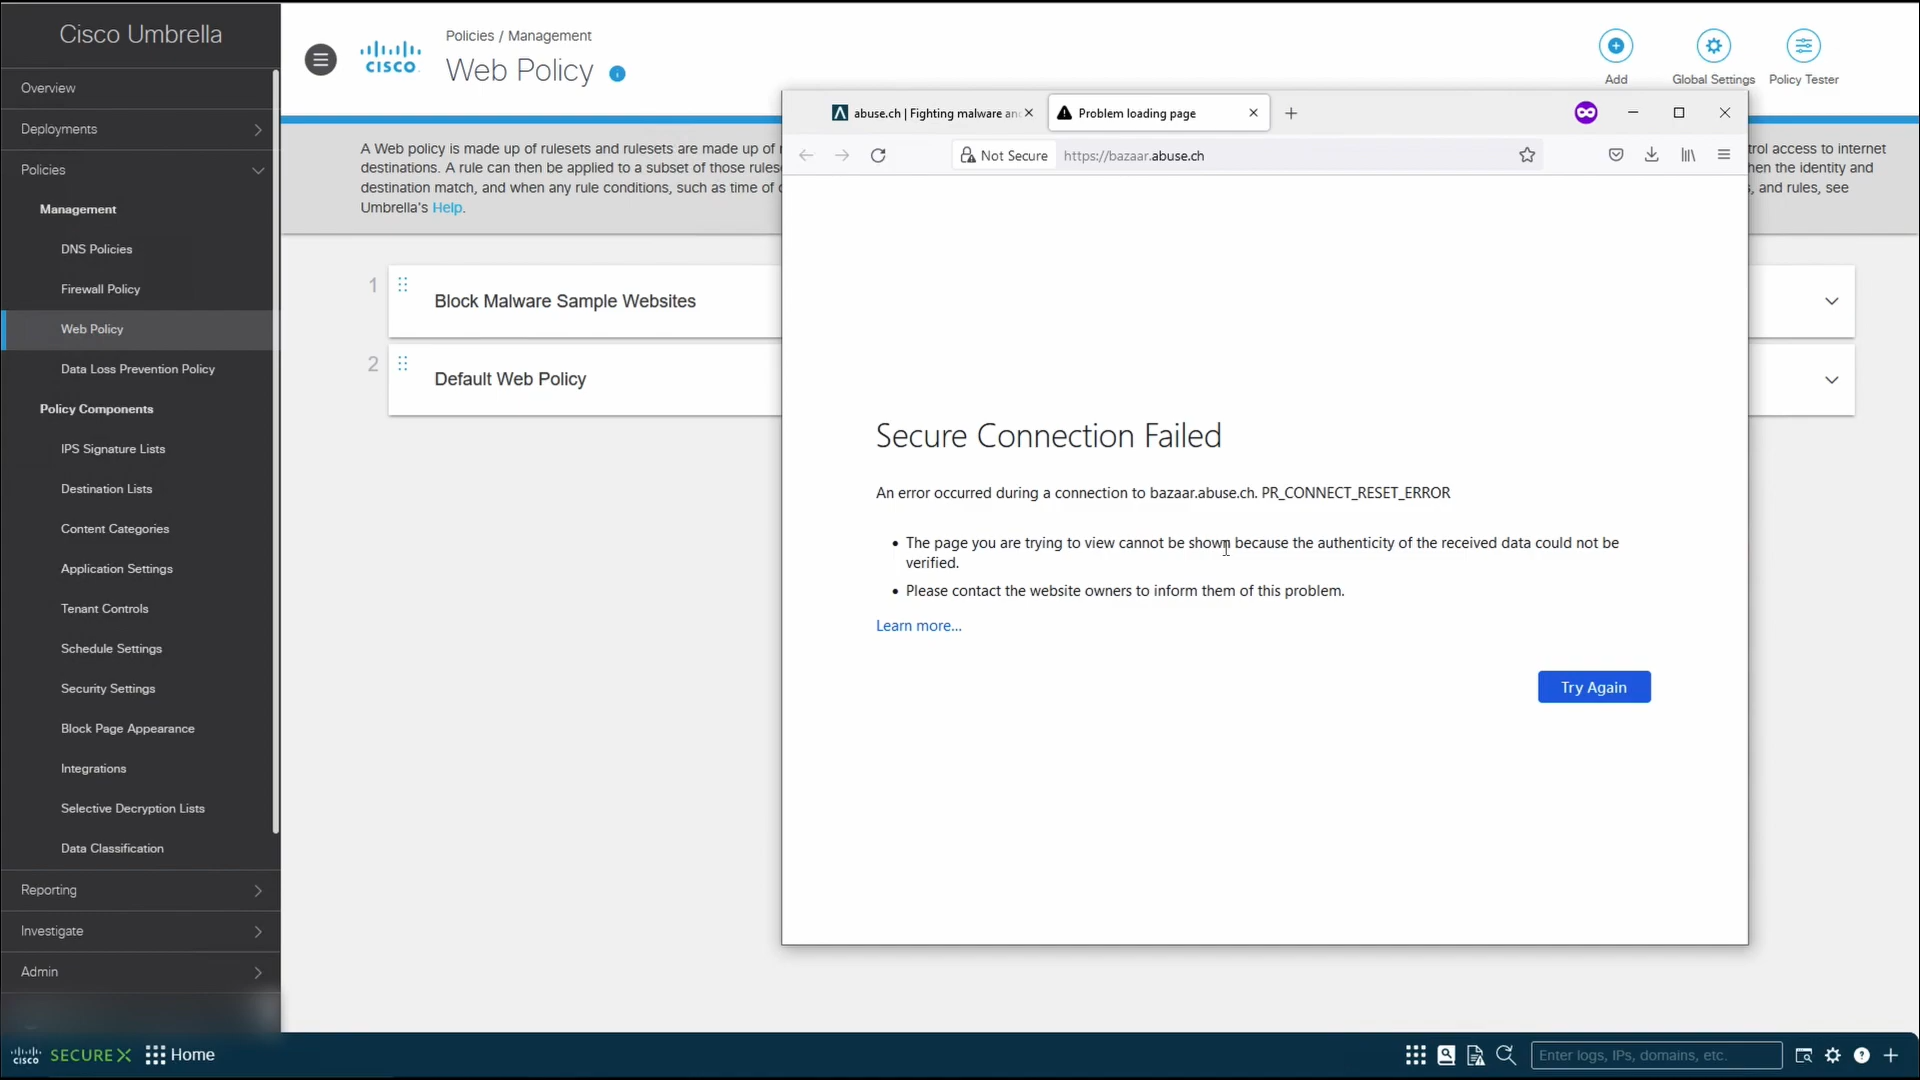 Cisco Umbrella
Overview
Deployments
Policies
Management
DNS Policies
Firewall Policy
Web Policy
Data Loss Prevention Policy
Policy Components
IPS Signature Lists
Destination Lists
Content Categories
Application Settings
Tenant Controls
Schedule Settings
Security Settings
Block Page Appearance
Integrations
Selective Decryption Lists
Data Classification
Reporting
Investigate
Admin
CISCO
Policies / Management
Web Policy
Add
Global Settings
Policy Tester
A Web policy is made up of rulesets and rulesets are made up of
destinations. A rule can then be applied to a subset of those
destination match, and when any rule conditions, such as time of
Umbrella's Help.
access to internet
the identity and
and rules, see
1
Block Malware Sample Websites
2
Default Web Policy
abuse.ch | Fighting malware
Problem loading page
Not Secure
https://bazaar.abuse.ch
Secure Connection Failed
An error occurred during a connection to bazaar.abuse.ch. PR_CONNECT_RESET_ERROR
• The page you are trying to view cannot be shown because the authenticity of the received data could not be
verified.
• Please contact the website owners to inform them of this problem.
Learn more...
Try Again
CISCO SECUREX Home
Enter logs, IPs, domains, etc.